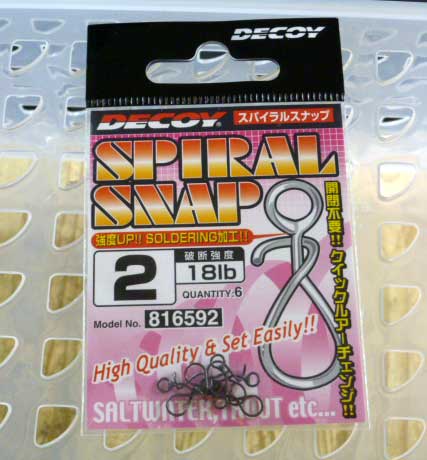 DECOY
DECOY スパイラルスナップ
SPIRAL
SNAP
強度UP!! SOLDERING加工!!
開閉不要!! クイックルアーチェンジ!!
2
破断強度
18lb
QUANTITY:6
Model No. 816592
High Quality & Set Easily!!
SALTWATER, TROUT etc...